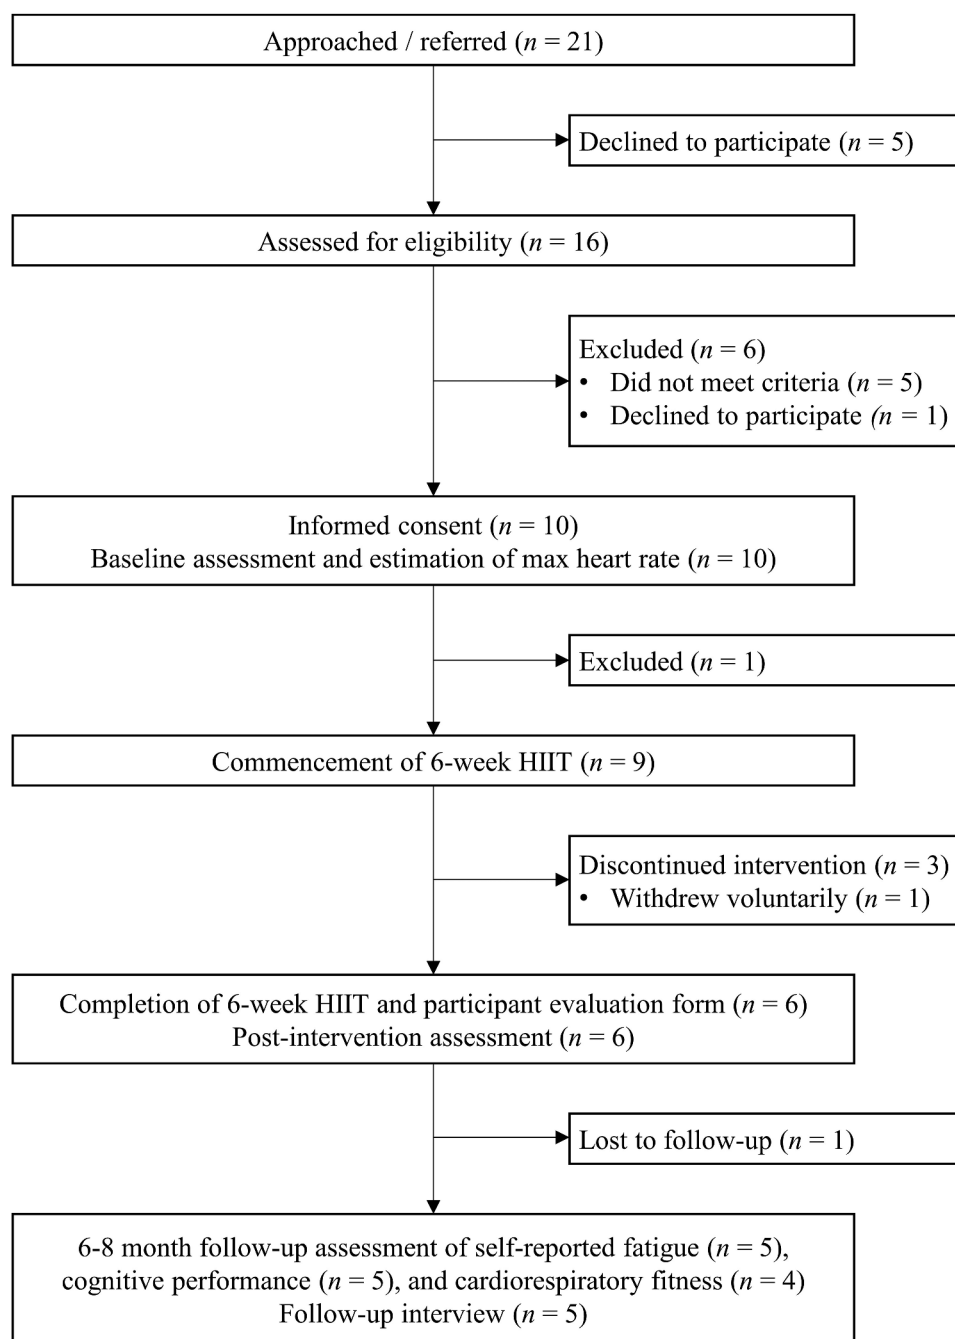 Approached / referred (n = 21)
Declined to participate (n = 5)
Assessed for eligibility (n = 16)
Excluded (n = 6)
• Did not meet criteria (n = 5)
• Declined to participate (n = 1)
Informed consent (n = 10)
Baseline assessment and estimation of max heart rate (n = 10)
Excluded (n = 1)
Commencement of 6-week HIIT (n = 9)
Discontinued intervention (n = 3)
• Withdrew voluntarily (n = 1)
Completion of 6-week HIIT and participant evaluation form (n = 6)
Post-intervention assessment (n = 6)
Lost to follow-up (n = 1)
6-8 month follow-up assessment of self-reported fatigue (n = 5),
cognitive performance (n = 5), and cardiorespiratory fitness (n = 4)
Follow-up interview (n = 5)